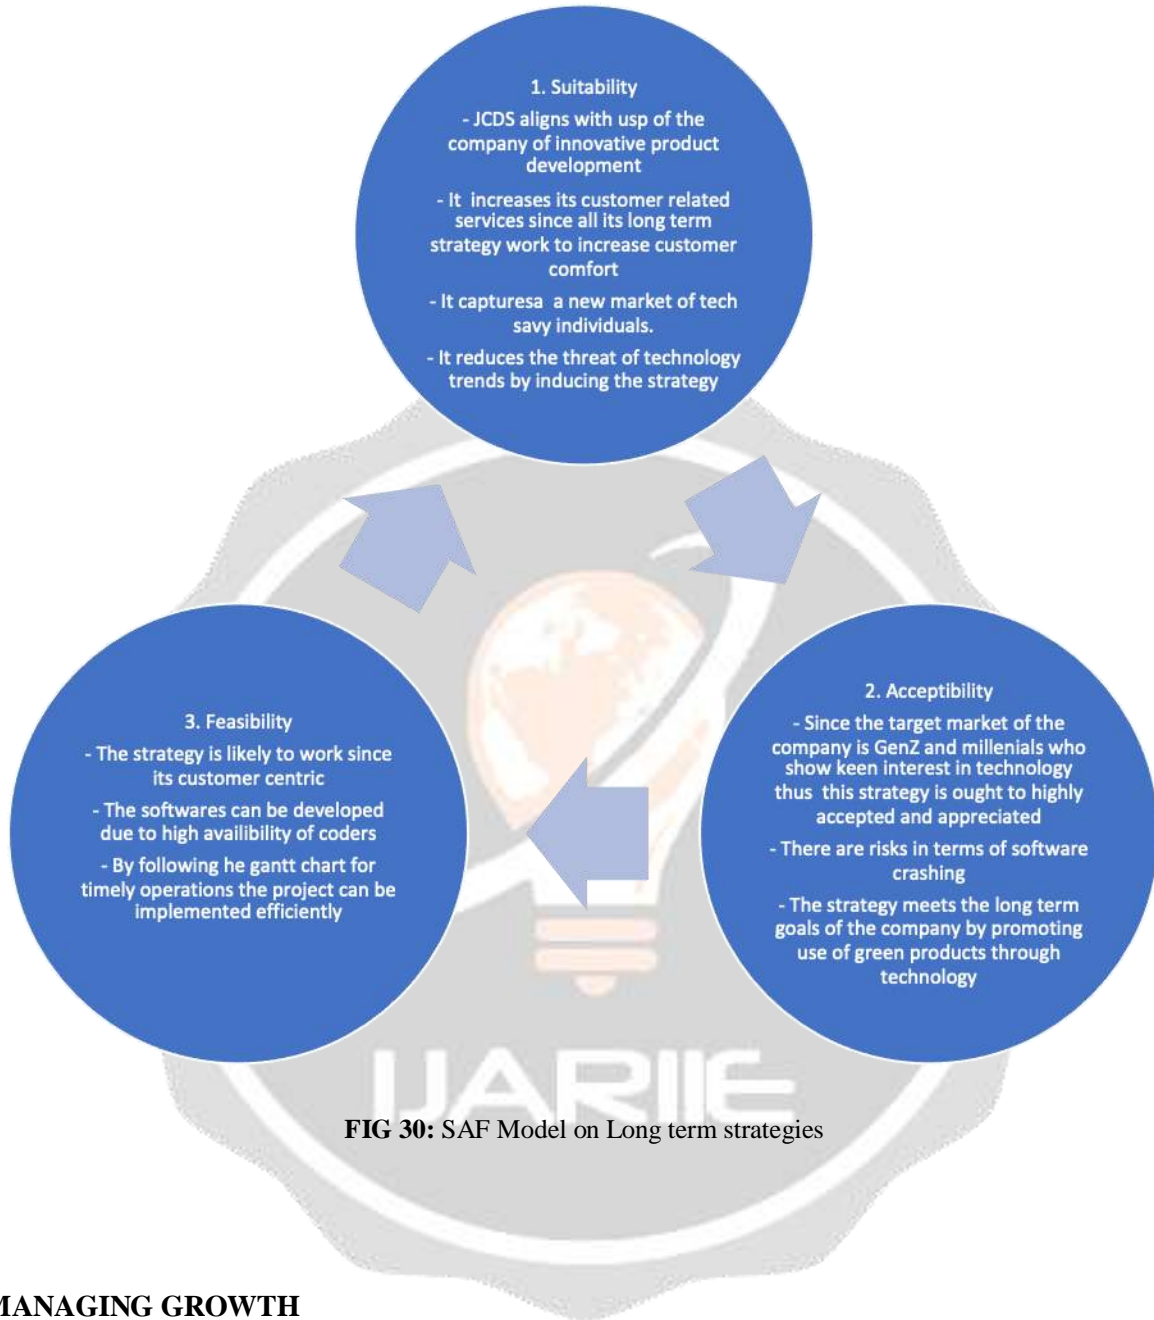 1. Suitability
- JCDS aligns with usp of the
company of innovative product
development
- It increases its customer related
services since all its long term
strategy work to increase customer
comfort
- It capturesa a new market of tech
savy individuals.
- It reduces the threat of technology
trends by inducing the strategy
2. Acceptibility
- Since the target market of the
company is GenZ and millenials who
show keen interest in technology
thus this strategy is ought to highly
accepted and appreciated
- There are risks in terms of software
crashing
- The strategy meets the long term
goals of the company by promoting
use of green products through
technology
3. Feasibility
- The strategy is likely to work since
its customer centric
- The softwares can be developed
due to high availibility of coders
- By following he gantt chart for
timely operations the project can be
implemented efficiently
IJARIIE
FIG 30: SAF Model on Long term strategies
MANAGING GROWTH